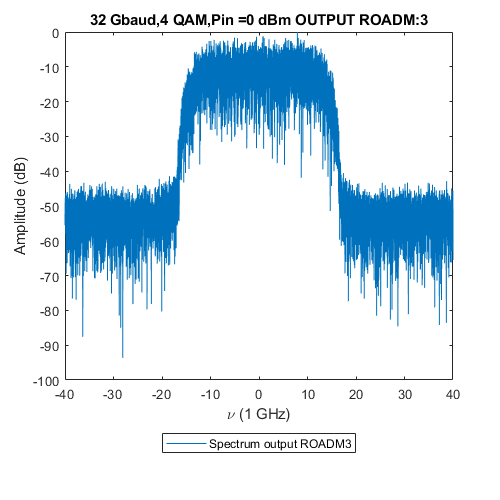 32 Gbaud,4 QAM,Pin =0 dBm OUTPUT ROADM:3
0
-10
-20
-30
-40
-50
-60
-70
-80
-90
-100
Amplitude (dB)
-40 -30 -20 -10 0 10 20 30 40
ν (1 GHz)
Spectrum output ROADM3